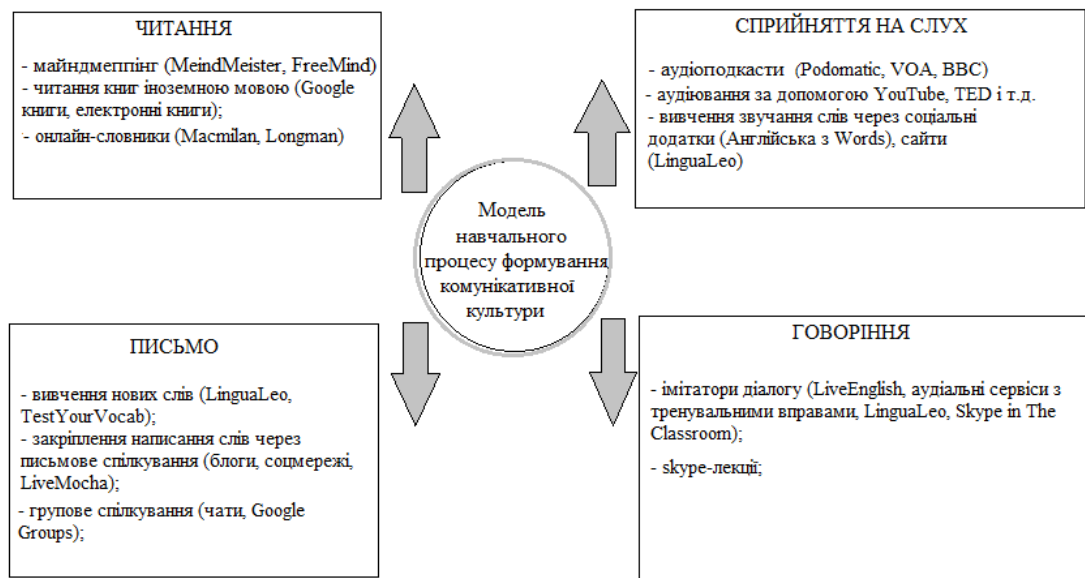 ЧИТАННЯ
- майндмеппінг (MeindMeister, FreeMind)
- читання книг іноземною мовою (Google
книги, електронні книги);
- онлайн-словники (Macmilan, Longman)
СПРИЙНЯТТЯ НА СЛУХ
- аудіоподкасти (Podomatic, VOA, BBC)
- аудіювання за допомогою YouTube, TED і т.д.
- вивчення звучання слів через соціальні
додатки (Англійська з Words), сайти
(LinguaLeo)
Модель
навчального
процесу формування
комунікативної
культури
ПИСЬМО
- вивчення нових слів (LinguaLeo,
TestYourVocab);
- закріплення написання слів через
письмове спілкування (блоги, соцмережі,
LiveMocha);
- групове спілкування (чати, Google
Groups);
ГОВОРІННЯ
- імітатори діалогу (LiveEnglish, аудіальні сервіси з
тренувальними вправами, LinguaLeo, Skype in The
Classroom);
- skype-лекції;